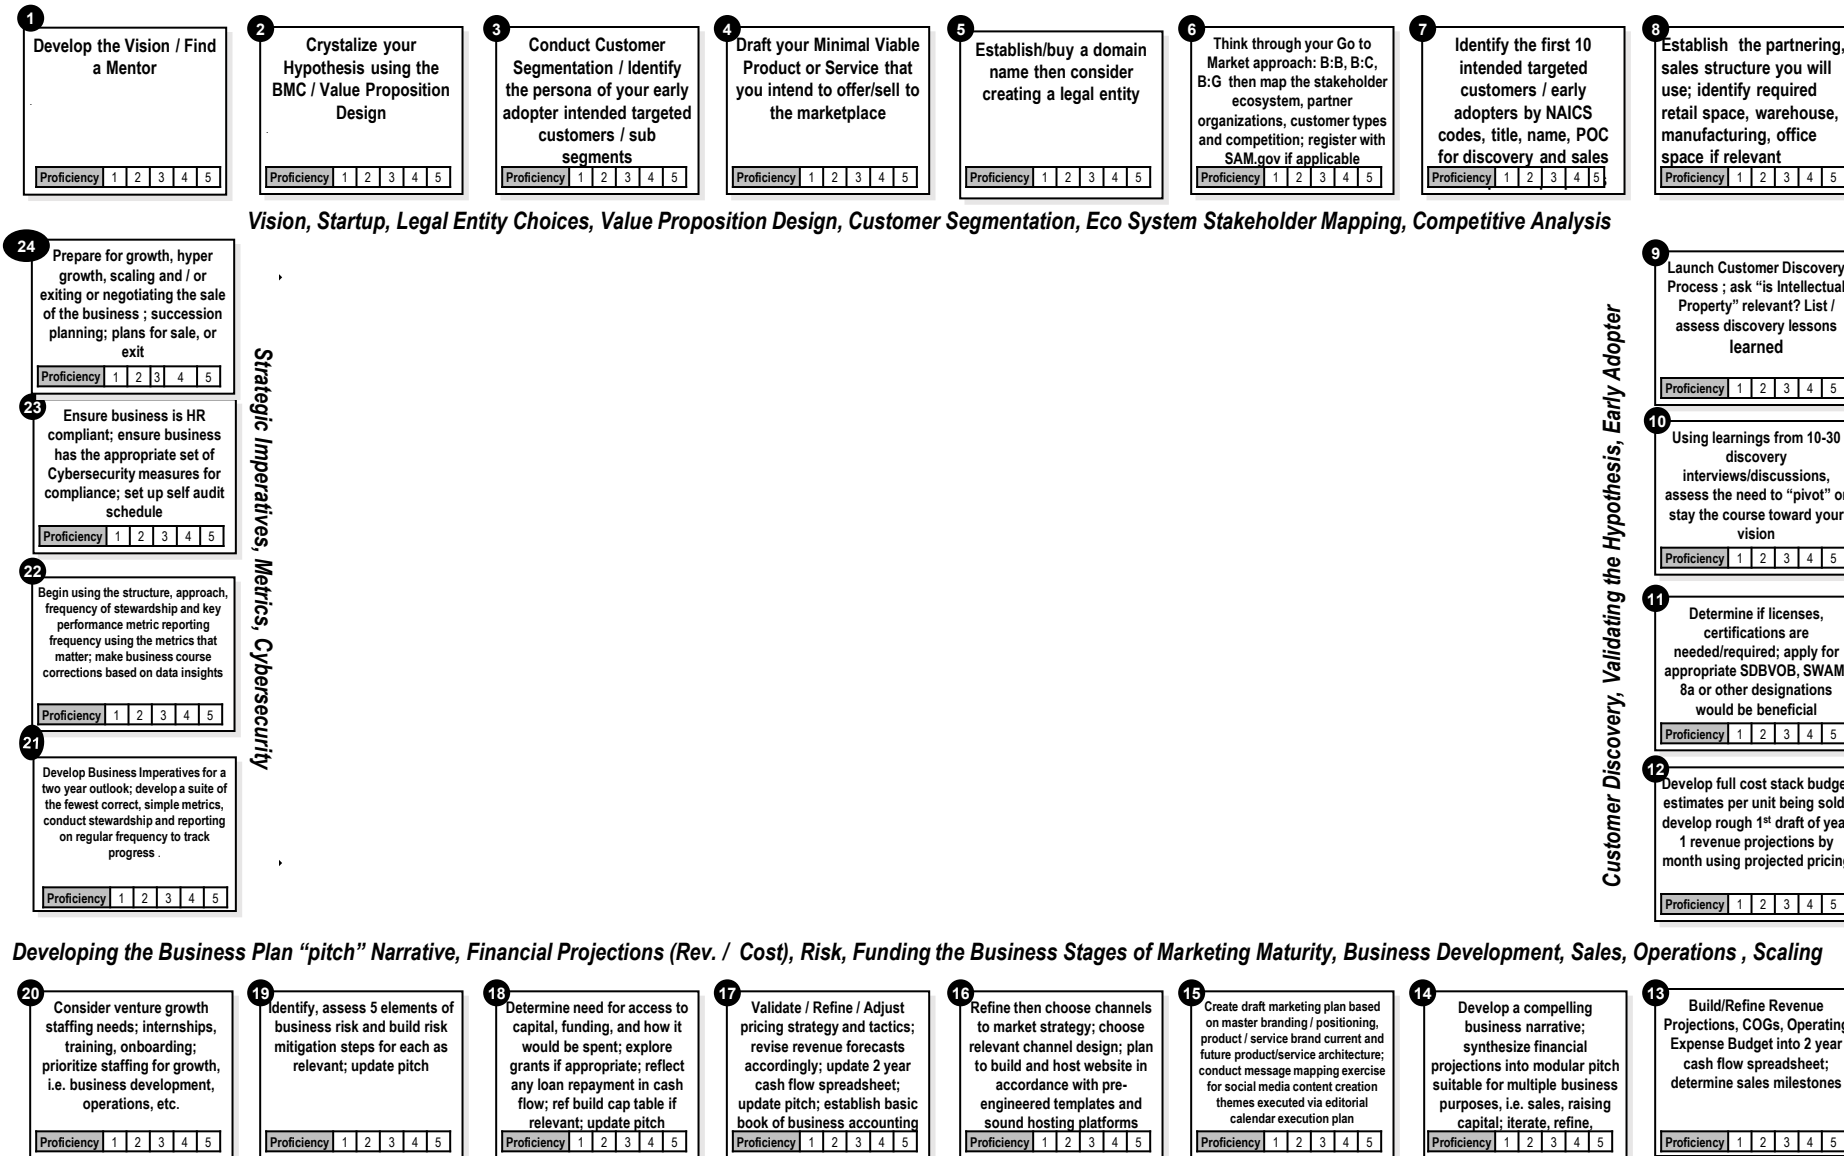 1
Develop the Vision / Find
a Mentor
Proficiency 1 2 3 4 5
2
Crystalize your
Hypothesis using the
BMC / Value Proposition
Design
Proficiency 1 2 3 4 5
3
Conduct Customer
Segmentation / Identify
the persona of your early
adopter intended targeted
customers / sub
segments
Proficiency 1 2 3 4 5
4
Draft your Minimal Viable
Product or Service that
you intend to offer/sell to
the marketplace
Proficiency 1 2 3 4 5
5
Establish/buy a domain
name then consider
creating a legal entity
Proficiency 1 2 3 4 5
6
Think through your Go to
Market approach: B:B, B:C,
B:G then map the stakeholder
ecosystem, partner
organizations, customer types
and competition; register with
SAM.gov if applicable
Proficiency 1 2 3 4 5
7
Identify the first 10
intended targeted
customers / early
adopters by NAICS
codes, title, name, POC
for discovery and sales
Proficiency 1 2 3 4 5
8
Establish the partnering,
sales structure you will
use; identify required
retail space, warehouse,
manufacturing, office
space if relevant
Proficiency 1 2 3 4 5
Vision, Startup, Legal Entity Choices, Value Proposition Design, Customer Segmentation, Eco System Stakeholder Mapping, Competitive Analysis
24
Prepare for growth, hyper
growth, scaling and / or
exiting or negotiating the sale
of the business ; succession
planning; plans for sale, or
exit
Proficiency 1 2 3 4 5
23
Ensure business is HR
compliant; ensure business
has the appropriate set of
Cybersecurity measures for
compliance; set up self audit
schedule
Proficiency 1 2 3 4 5
22
Begin using the structure, approach,
frequency of stewardship and key
performance metric reporting
frequency using the metrics that
matter; make business course
corrections based on data insights
Proficiency 1 2 3 4 5
21
Develop Business Imperatives for a
two year outlook; develop a suite of
the fewest correct, simple metrics,
conduct stewardship and reporting
on regular frequency to track
progress .
Proficiency 1 2 3 4 5
Strategic Imperatives, Metrics, Cybersecurity
Customer Discovery, Validating the Hypothesis, Early Adopter
9
Launch Customer Discovery
Process ; ask “is Intellectual
Property” relevant? List /
assess discovery lessons
learned
Proficiency 1 2 3 4 5
10
Using learnings from 10-30
discovery
interviews/discussions,
assess the need to “pivot” or
stay the course toward your
vision
Proficiency 1 2 3 4 5
11
Determine if licenses,
certifications are
needed/required; apply for
appropriate SDBVOB, SWAM
8a or other designations
would be beneficial
Proficiency 1 2 3 4 5
12
Develop full cost stack budge
estimates per unit being sold
develop rough 1st draft of yea
1 revenue projections by
month using projected pricing
Proficiency 1 2 3 4 5
Developing the Business Plan “pitch” Narrative, Financial Projections (Rev. / Cost), Risk, Funding the Business Stages of Marketing Maturity, Business Development, Sales, Operations , Scaling
20
Consider venture growth
staffing needs; internships,
training, onboarding;
prioritize staffing for growth,
i.e. business development,
operations, etc.
Proficiency 1 2 3 4 5
19
Identify, assess 5 elements of
business risk and build risk
mitigation steps for each as
relevant; update pitch
Proficiency 1 2 3 4 5
18
Determine need for access to
capital, funding, and how it
would be spent; explore
grants if appropriate; reflect
any loan repayment in cash
flow; ref build cap table if
relevant; update pitch
Proficiency 1 2 3 4 5
17
Validate / Refine / Adjust
pricing strategy and tactics;
revise revenue forecasts
accordingly; update 2 year
cash flow spreadsheet;
update pitch; establish basic
book of business accounting
Proficiency 1 2 3 4 5
16
Refine then choose channels
to market strategy; choose
relevant channel design; plan
to build and host website in
accordance with pre-
engineered templates and
sound hosting platforms
Proficiency 1 2 3 4 5
15
Create draft marketing plan based
on master branding / positioning,
product / service brand current and
future product/service architecture;
conduct message mapping exercise
for social media content creation
themes executed via editorial
calendar execution plan
Proficiency 1 2 3 4 5
14
Develop a compelling
business narrative;
synthesize financial
projections into modular pitch
suitable for multiple business
purposes, i.e. sales, raising
capital; iterate, refine,
Proficiency 1 2 3 4 5
13
Build/Refine Revenue
Projections, COGs, Operating
Expense Budget into 2 year
cash flow spreadsheet;
determine sales milestones
Proficiency 1 2 3 4 5